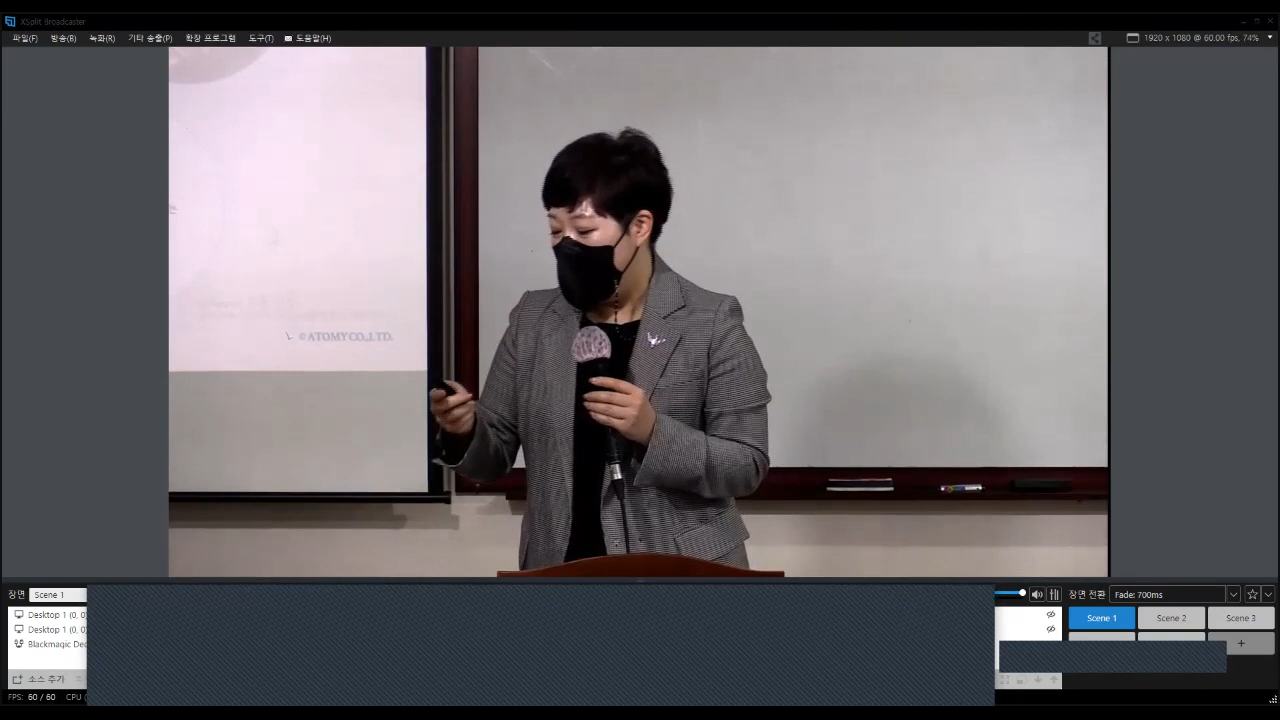 XSplit Broadcaster
파일(F) 방송(B) 녹화(R) 기타 송출(P) 확장 프로그램 도구(T) 도움말(H) 1920 x 1080 @ 60.00 fps, 74%
©ATOMY CO.,LTD.
장면 Scene 1 장면 전환 Fade: 700ms
Desktop 1 (0, 0) Scene 1 Scene 2 Scene 3
Desktop 1 (0, 0)
Blackmagic De
소스 추가
FPS: 60 / 60 CPU